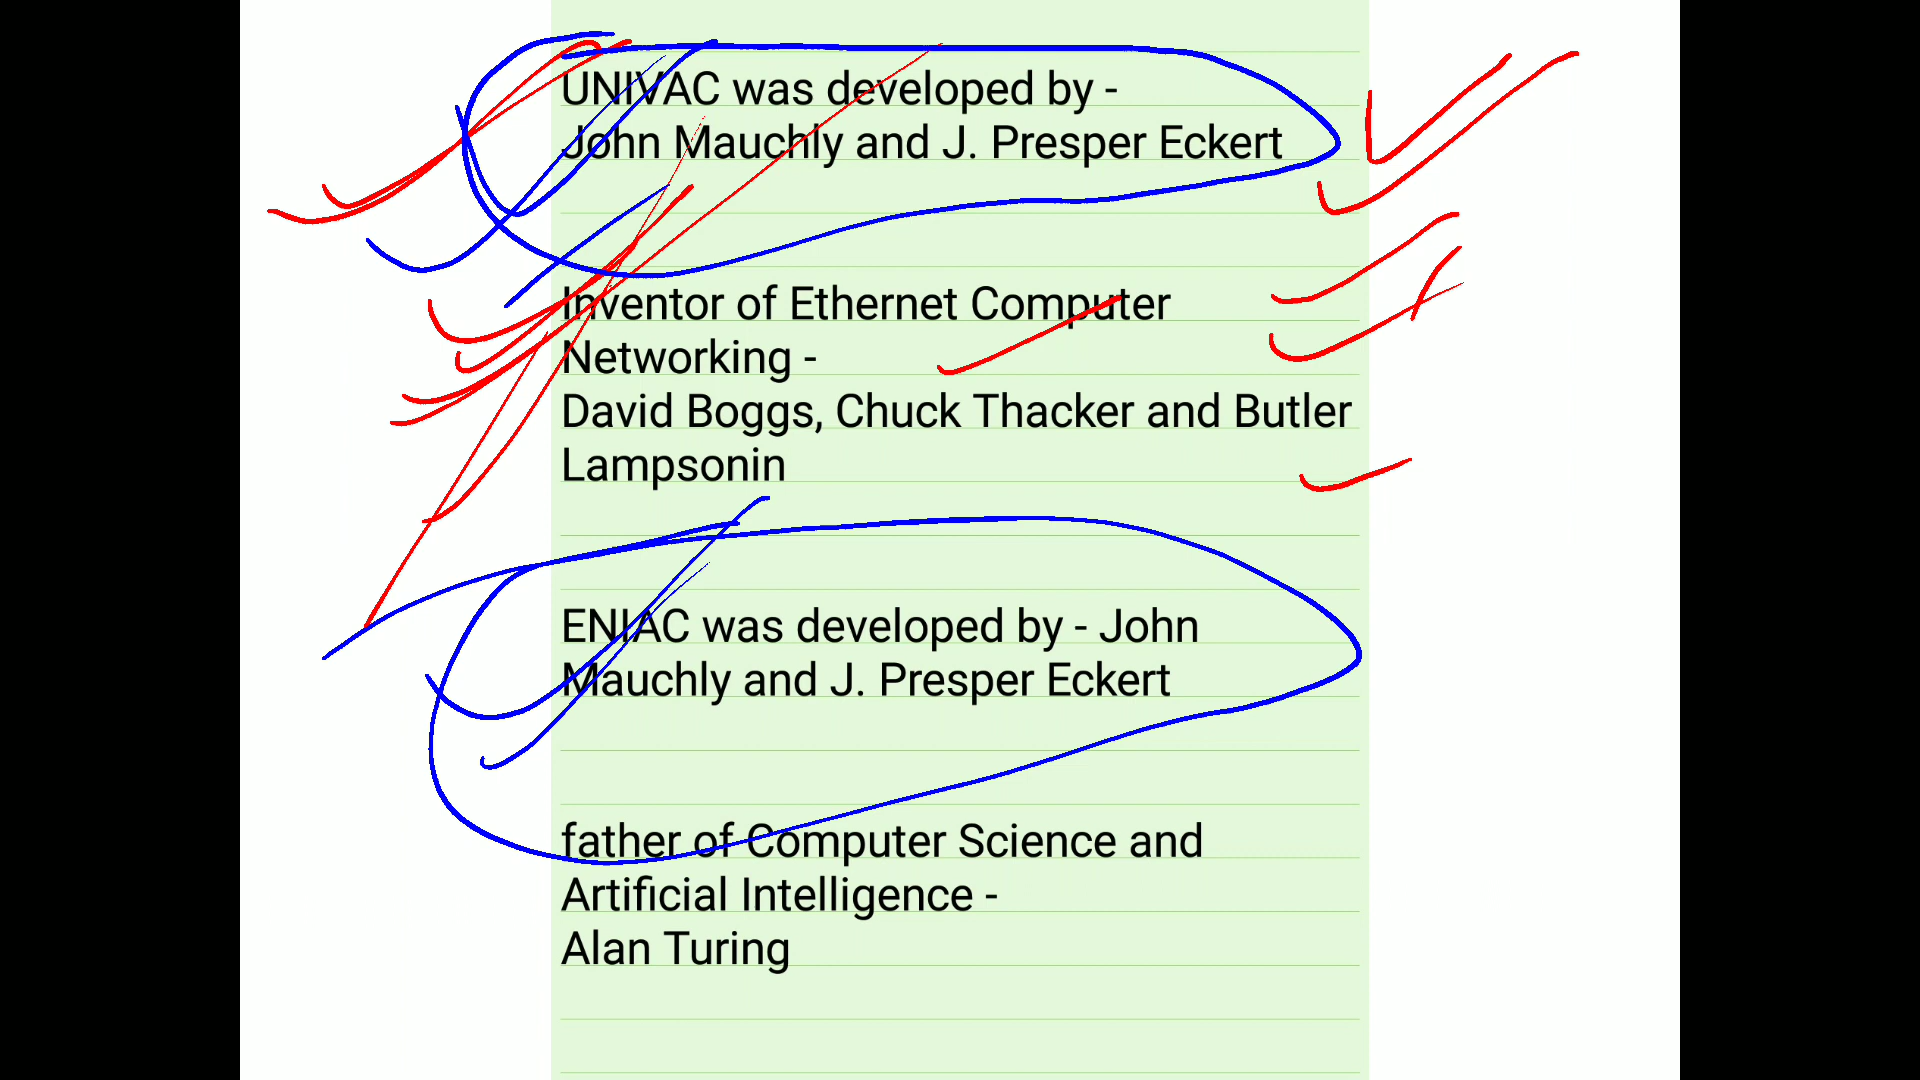 UNIVAC was developed by -
John Mauchly and J. Presper Eckert
Inventor of Ethernet Computer
Networking -
David Boggs, Chuck Thacker and Butler
Lampsonin
ENIAC was developed by - John
Mauchly and J. Presper Eckert
father of Computer Science and
Artificial Intelligence -
Alan Turing